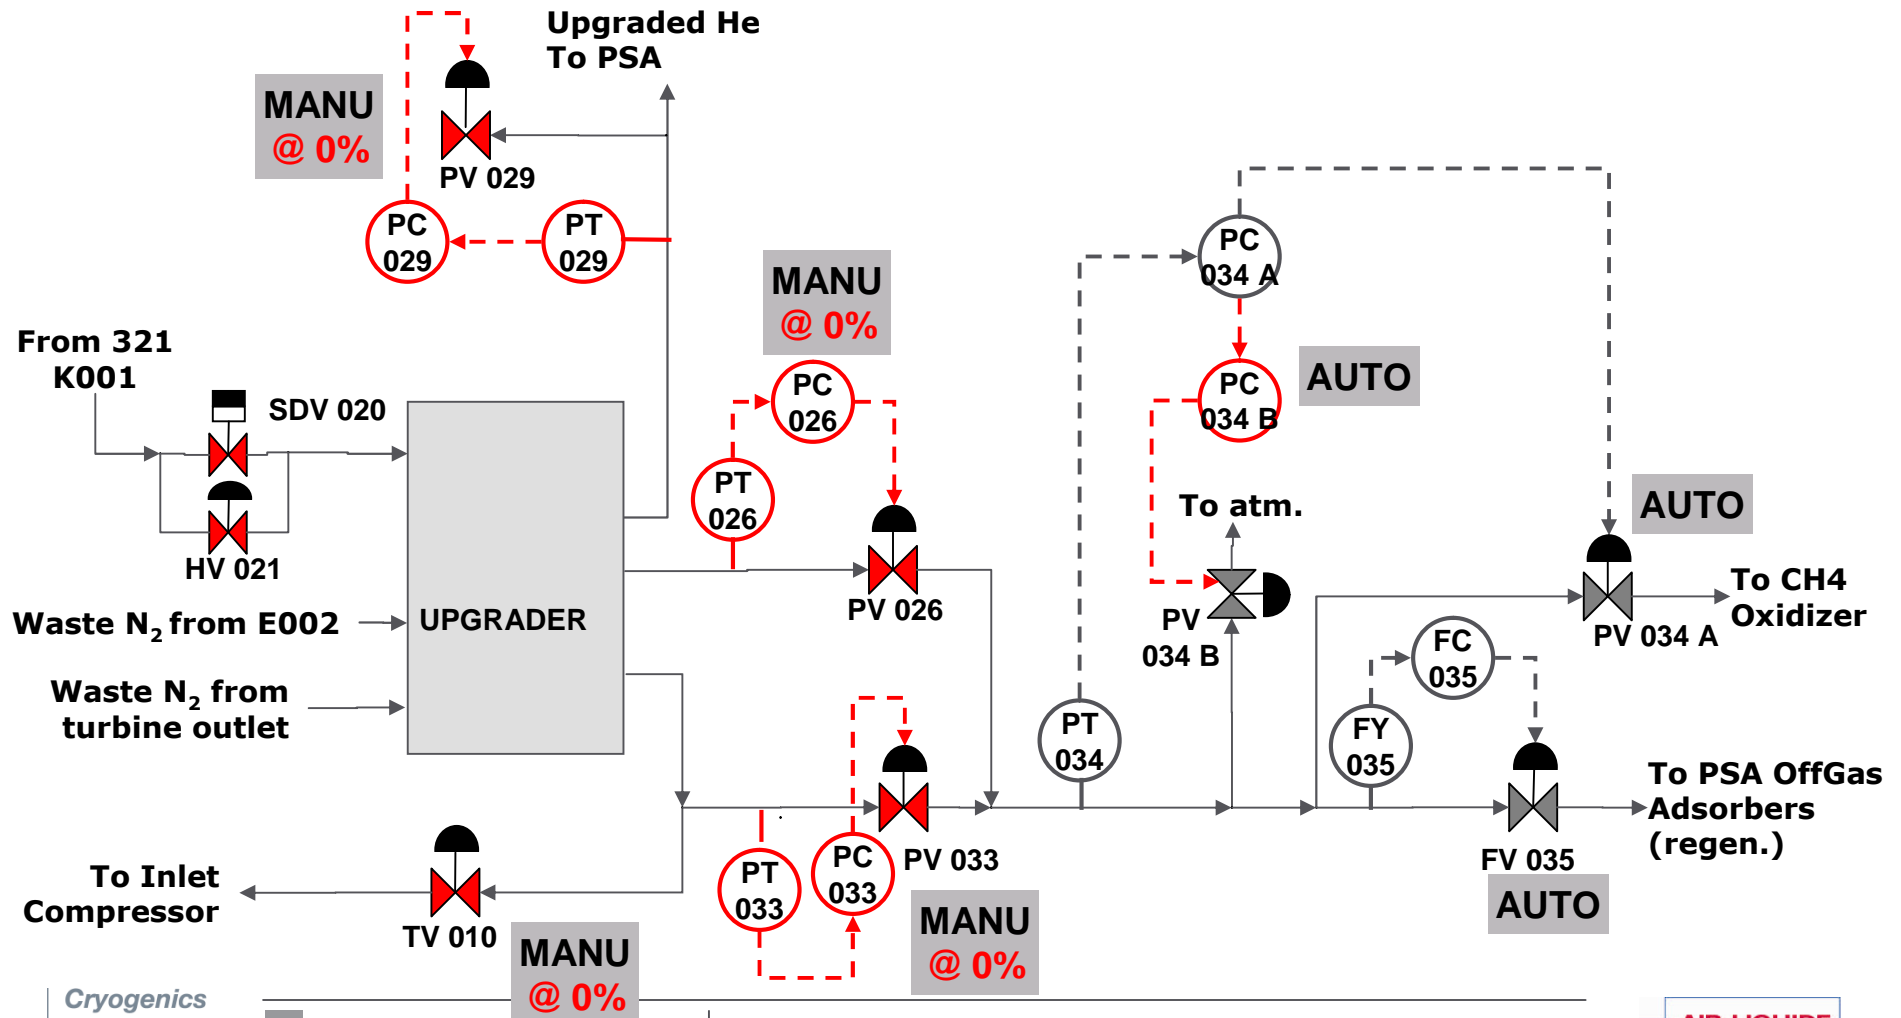 Upgraded He
To PSA
MANU
@ 0%
PV 029
PC
029
PT
029
MANU
@ 0%
PC
034 A
From 321
K001
SDV 020
PC
026
PC
034 B
AUTO
PT
026
To atm.
AUTO
HV 021
PV 026
To CH4
Oxidizer
Waste N2 from E002
UPGRADER
PV
034 B
PV 034 A
FC
035
Waste N2 from
turbine outlet
PT
034
FY
035
To PSA OffGas
Adsorbers
(regen.)
PV 033
FV 035
PT
033
PC
033
To Inlet
Compressor
TV 010
AUTO
MANU
@ 0%
MANU
@ 0%
Cryogenics
AIR LIQUIDE